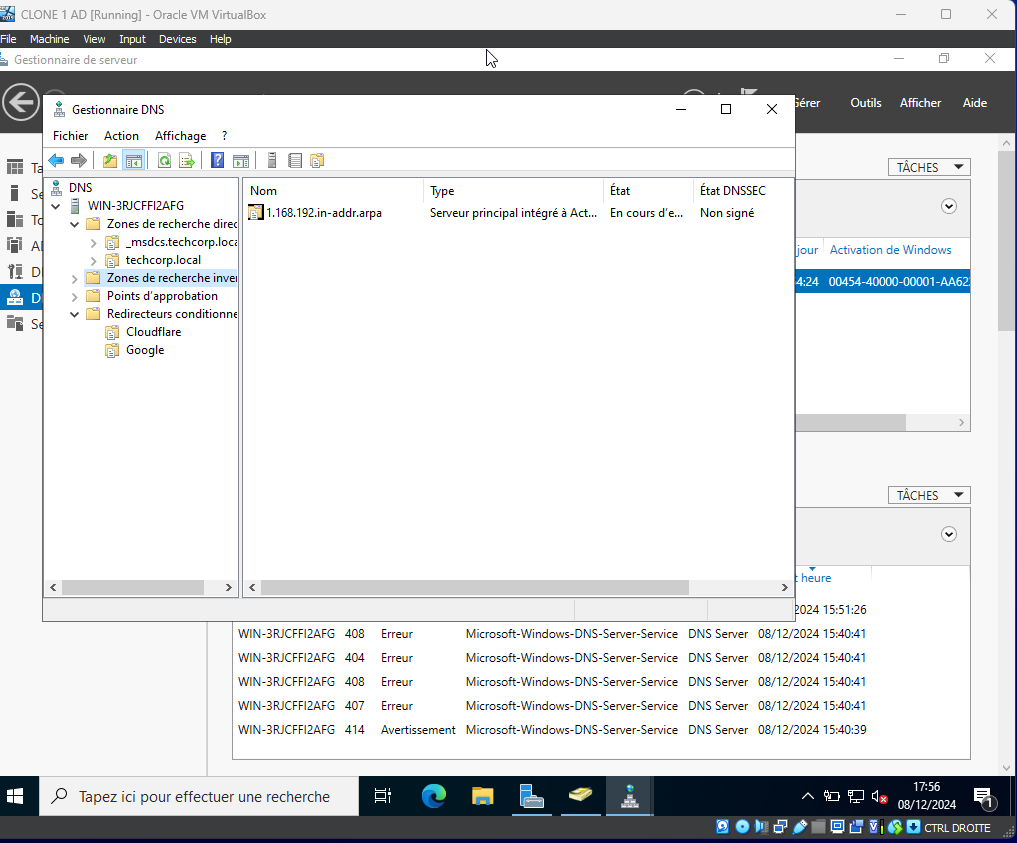 CLONE 1 AD [Running] - Oracle VM VirtualBox
File Machine View Input Devices Help
Gestionnaire de serveur
Gérer Outils Afficher Aide
Gestionnaire DNS
Fichier Action Affichage ?
DNS
WIN-3RJCFFI2AFG
Zones de recherche direc
_msdcs.techcorp.loca
techcorp.local
Zones de recherche inver
Points d'approbation
Redirecteurs conditionne
Cloudflare
Google
Nom Type État État DNSSEC
1.168.192.in-addr.arpa Serveur principal intégré à Act... En cours d'e... Non signé
Ta
Se
To
AD
D
D
Se
TÂCHES
jour Activation de Windows
4:24 00454-40000-00001-AA62
TÂCHES
t heure
2024 15:51:26
WIN-3RJCFFI2AFG 408 Erreur Microsoft-Windows-DNS-Server-Service DNS Server 08/12/2024 15:40:41
WIN-3RJCFFI2AFG 404 Erreur Microsoft-Windows-DNS-Server-Service DNS Server 08/12/2024 15:40:41
WIN-3RJCFFI2AFG 408 Erreur Microsoft-Windows-DNS-Server-Service DNS Server 08/12/2024 15:40:41
WIN-3RJCFFI2AFG 407 Erreur Microsoft-Windows-DNS-Server-Service DNS Server 08/12/2024 15:40:41
WIN-3RJCFFI2AFG 414 Avertissement Microsoft-Windows-DNS-Server-Service DNS Server 08/12/2024 15:40:39
Tapez ici pour effectuer une recherche
17:56
08/12/2024
1
CTRL DROITE